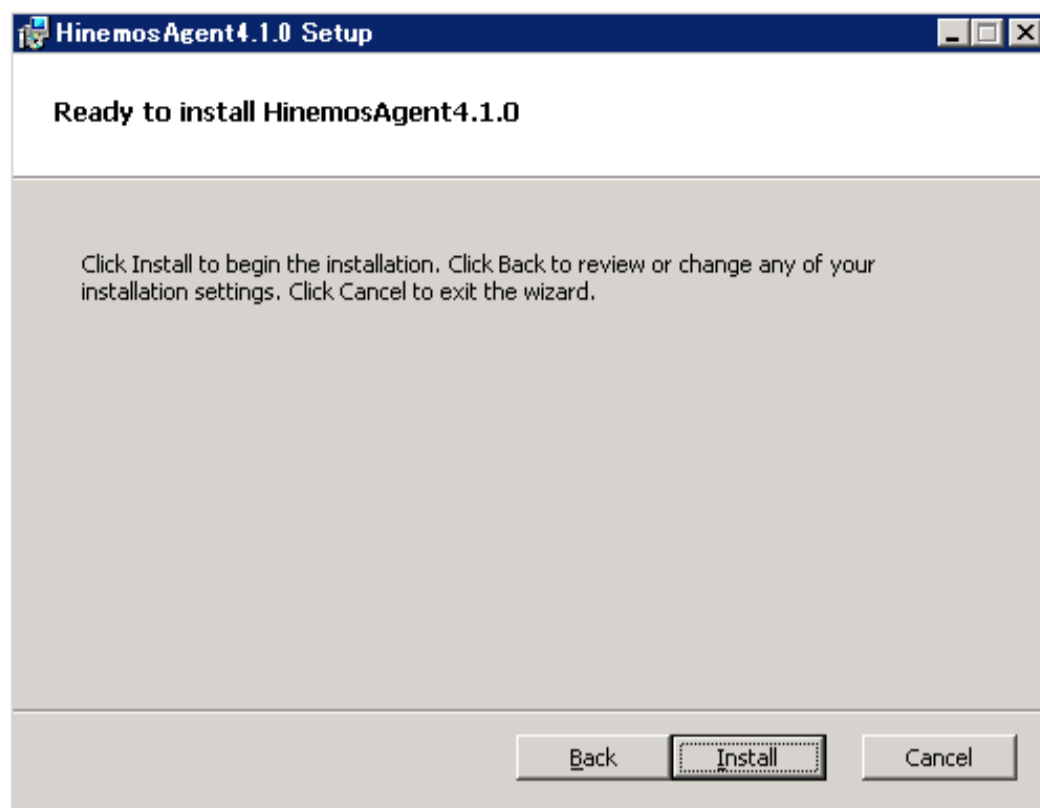 HinemosAgent4.1.0 Setup
Ready to install HinemosAgent4.1.0
Click Install to begin the installation. Click Back to review or change any of your
installation settings. Click Cancel to exit the wizard.
Back
Install
Cancel